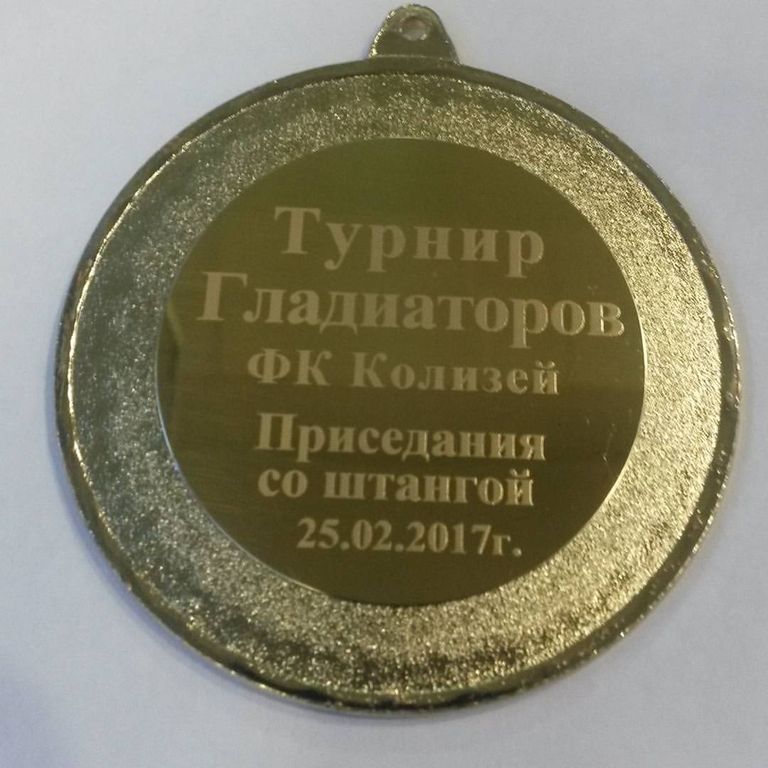 Турнир
Гладиаторов
ФК Колизей
Приседания
со штангой
25.02.2017г.